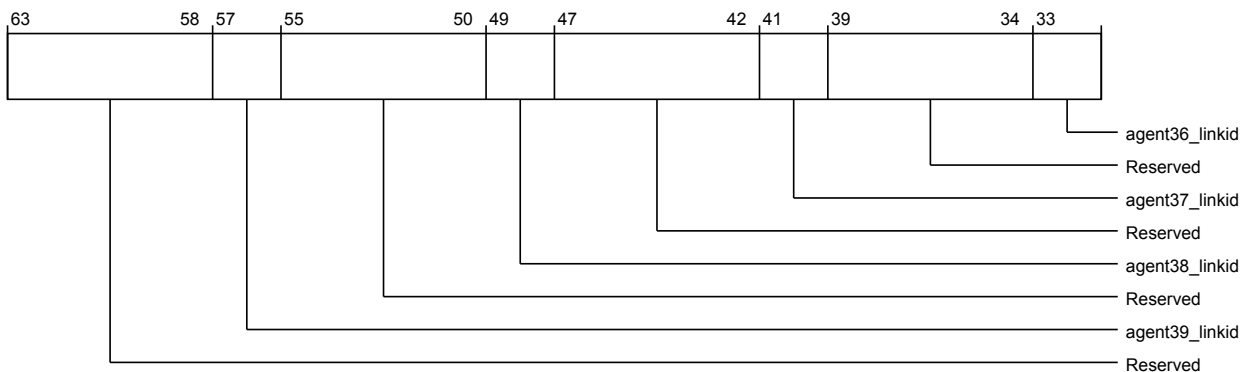 63 58 57 55 50 49 47 42 41 39 34 33
agent36_linkid
Reserved
agent37_linkid
Reserved
agent38_linkid
Reserved
agent39_linkid
Reserved